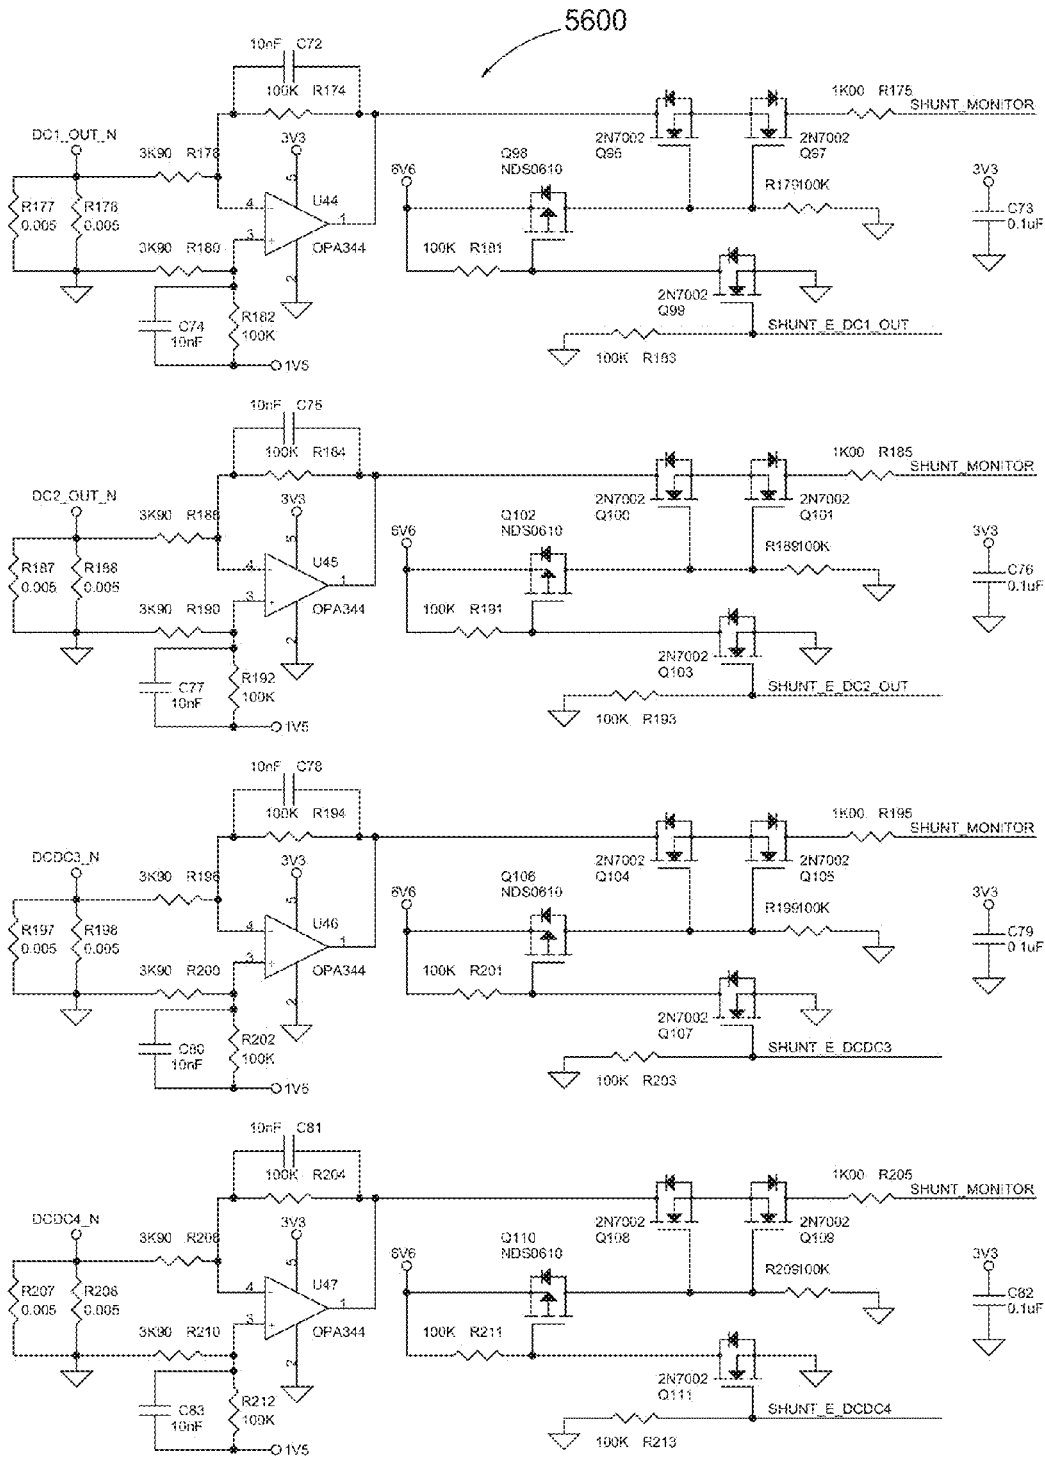 5600
10nF C72
100K R174
1K00 R175
SHUNT_MONITOR
DC1_OUT_N
3V3
2N7002
Q95
2N7002
Q97
3K90 R176
Q98
NDS0610
6V6
R179 100K
3V3
R177
0.005
R178
0.005
5
U44
4
1
3
OPA344
2
C73
0.1uF
3K90 R180
100K R181
2N7002
Q99
C74
10nF
R182
100K
SHUNT_E_DC1_OUT
100K R183
1V5
10nF C75
100K R184
1K00 R185
SHUNT_MONITOR
DC2_OUT_N
3V3
2N7002
Q100
2N7002
Q101
3K90 R186
Q102
NDS0610
6V6
R189 100K
3V3
R187
0.005
R188
0.005
5
U45
4
1
3
OPA344
2
C76
0.1uF
3K90 R190
100K R191
2N7002
Q103
C77
10nF
R192
100K
SHUNT_E_DC2_OUT
100K R193
1V5
10nF C78
100K R194
1K00 R195
SHUNT_MONITOR
DCDC3_N
3V3
2N7002
Q104
2N7002
Q105
3K90 R196
Q106
NDS0610
6V6
R199 100K
3V3
R197
0.005
R198
0.005
5
U46
4
1
3
OPA344
2
C79
0.1uF
3K90 R200
100K R201
2N7002
Q107
C80
10nF
R202
100K
SHUNT_E_DCDC3
100K R203
1V5
10nF C81
100K R204
1K00 R205
SHUNT_MONITOR
DCDC4_N
3V3
2N7002
Q108
2N7002
Q109
3K90 R206
Q110
NDS0610
6V6
R209 100K
3V3
R207
0.005
R208
0.005
5
U47
4
1
3
OPA344
2
C82
0.1uF
3K90 R210
100K R211
2N7002
Q111
C83
10nF
R212
100K
SHUNT_E_DCDC4
100K R213
1V5